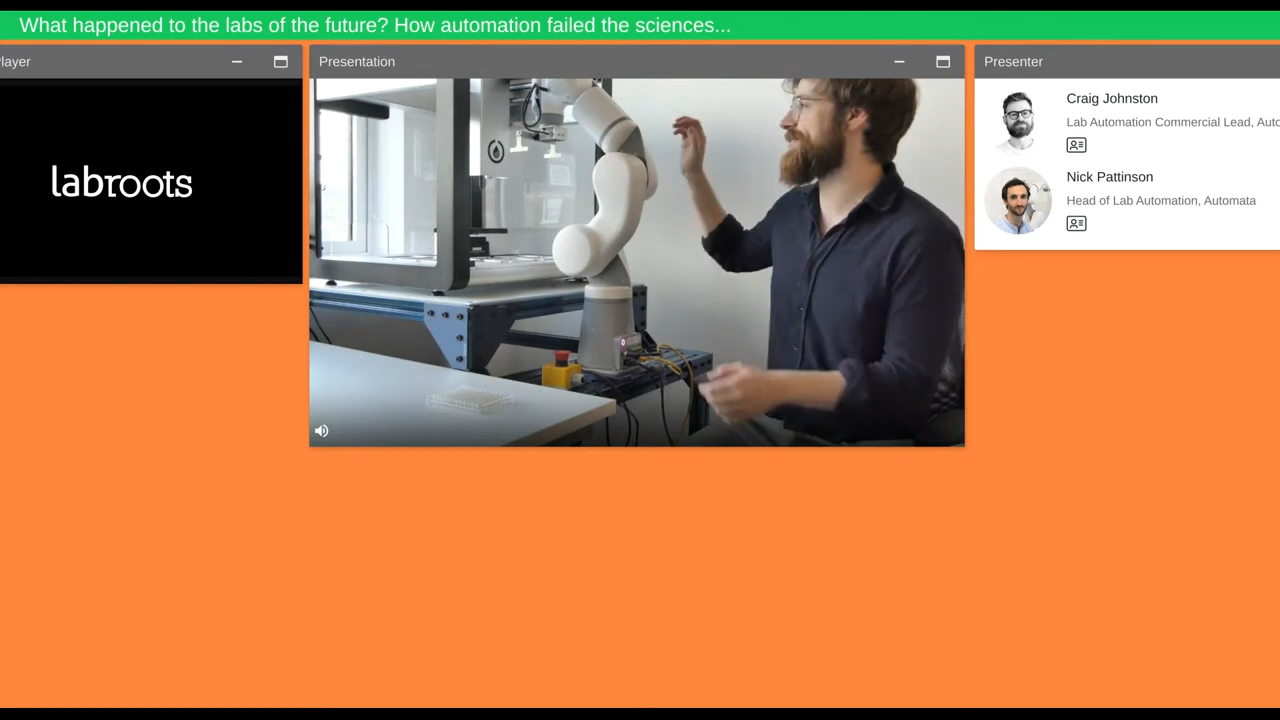 What happened to the labs of the future? How automation failed the sciences...
layer
Presentation
Presenter
labroots
Craig Johnston
Lab Automation Commercial Lead, Auto
Nick Pattinson
Head of Lab Automation, Automata